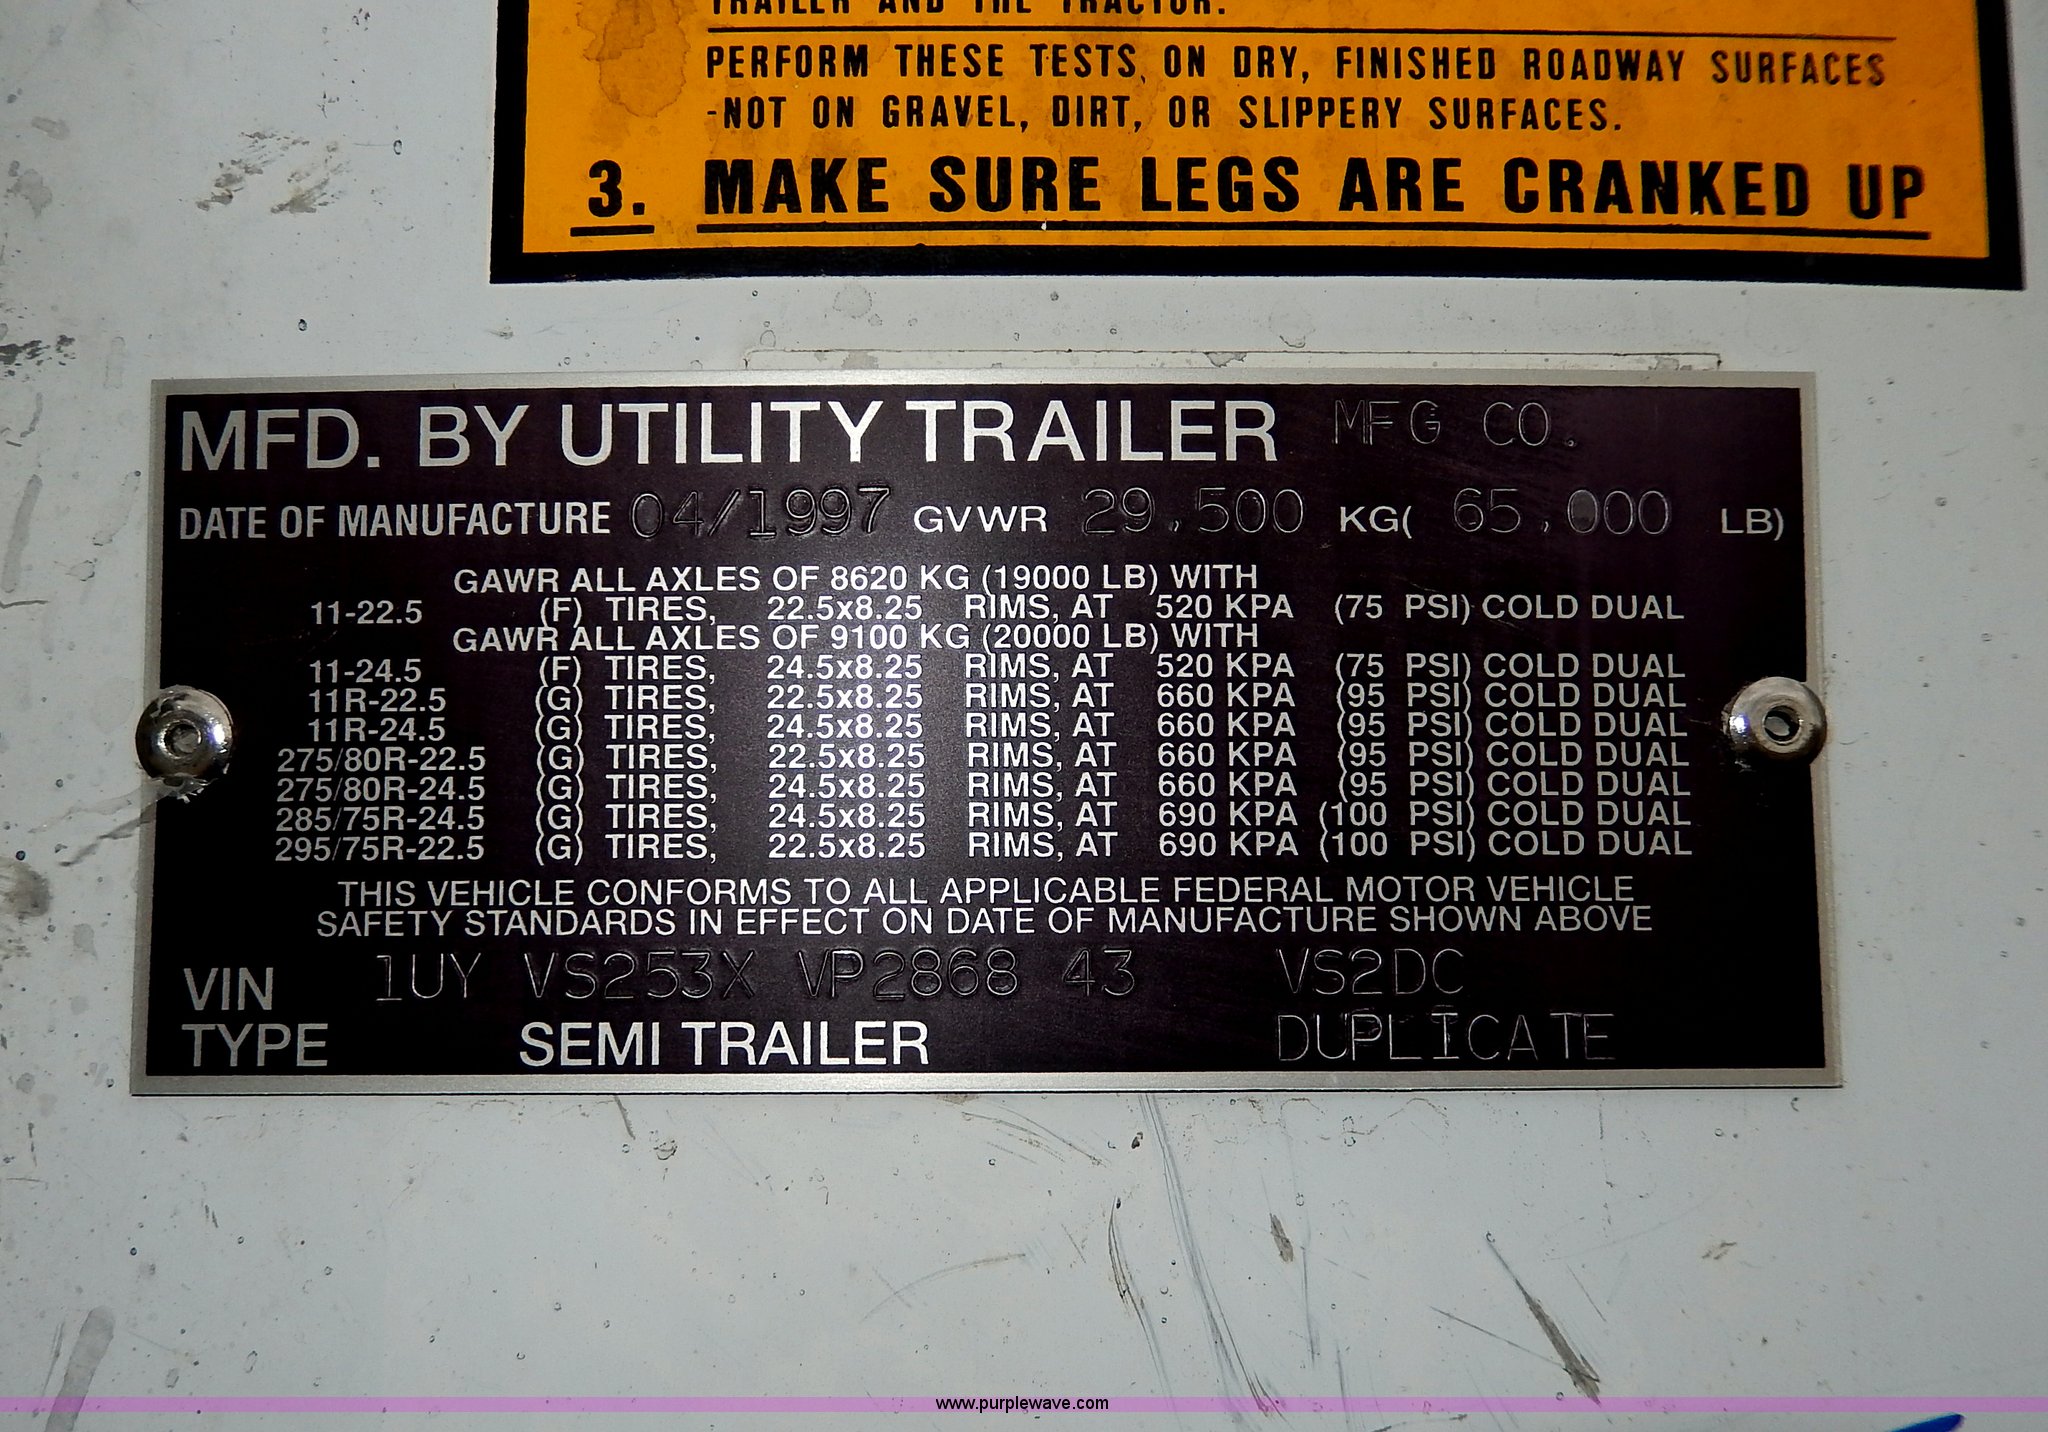 TRAILER AND THE TRACTOR.
PERFORM THESE TESTS ON DRY, FINISHED ROADWAY SURFACES
-NOT ON GRAVEL, DIRT, OR SLIPPERY SURFACES.
3. MAKE SURE LEGS ARE CRANKED UP
MFD. BY UTILITY TRAILER MFG CO.
DATE OF MANUFACTURE 04/1997 GVWR 29,500 KG( 65,000 LB)
GAWR ALL AXLES OF 8620 KG (19000 LB) WITH
11-22.5 (F) TIRES, 22.5x8.25 RIMS, AT 520 KPA (75 PSI) COLD DUAL
GAWR ALL AXLES OF 9100 KG (20000 LB) WITH
11-24.5 (F) TIRES, 24.5x8.25 RIMS, AT 520 KPA (75 PSI) COLD DUAL
11R-22.5 (G) TIRES, 22.5x8.25 RIMS, AT 660 KPA (95 PSI) COLD DUAL
11R-24.5 (G) TIRES, 24.5x8.25 RIMS, AT 660 KPA (95 PSI) COLD DUAL
275/80R-22.5 (G) TIRES, 22.5x8.25 RIMS, AT 660 KPA (95 PSI) COLD DUAL
275/80R-24.5 (G) TIRES, 24.5x8.25 RIMS, AT 660 KPA (95 PSI) COLD DUAL
285/75R-24.5 (G) TIRES, 24.5x8.25 RIMS, AT 690 KPA (100 PSI) COLD DUAL
295/75R-22.5 (G) TIRES, 22.5x8.25 RIMS, AT 690 KPA (100 PSI) COLD DUAL
THIS VEHICLE CONFORMS TO ALL APPLICABLE FEDERAL MOTOR VEHICLE
SAFETY STANDARDS IN EFFECT ON DATE OF MANUFACTURE SHOWN ABOVE
VIN 1UY VS253X VP2868 43 VS2DC
TYPE SEMI TRAILER DUPLICATE
www.purplewave.com